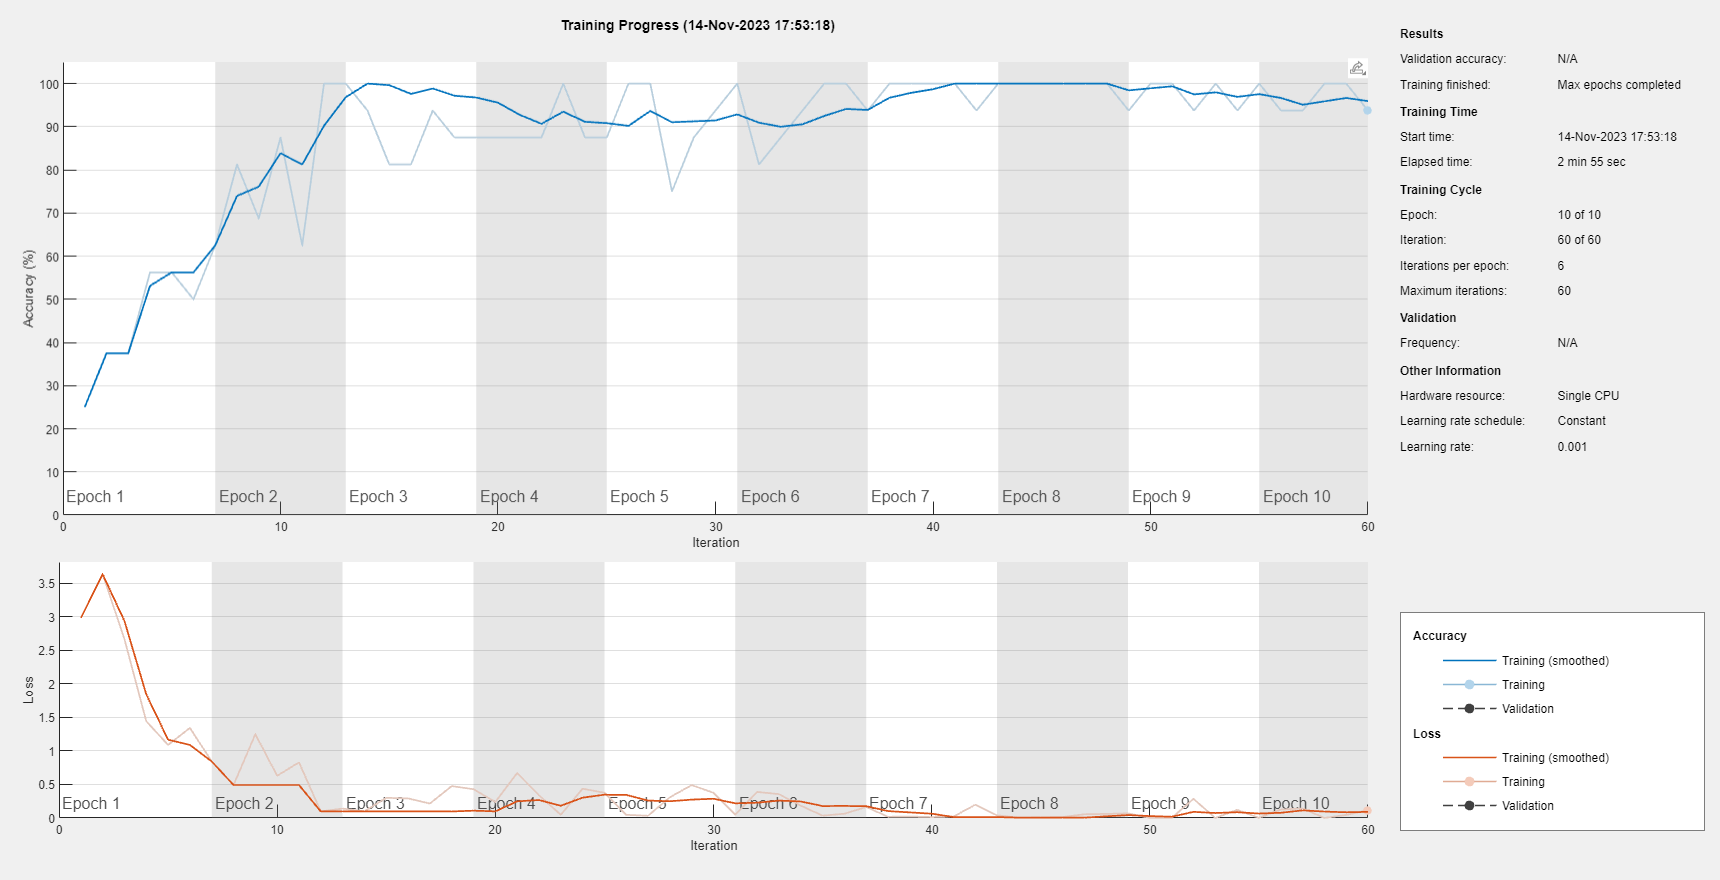 Training Progress (14-Nov-2023 17:53:18)
100
90
80
70
60
50
40
30
20
10
0
Accuracy (%)
Epoch 1
Epoch 2
Epoch 3
Epoch 4
Epoch 5
Epoch 6
Epoch 7
Epoch 8
Epoch 9
Epoch 10
0
10
20
30
40
50
60
Iteration
3.5
3
2.5
2
1.5
1
0.5
0
Loss
Epoch 1
Epoch 2
Epoch 3
Epoch 4
Epoch 5
Epoch 6
Epoch 7
Epoch 8
Epoch 9
Epoch 10
0
10
20
30
40
50
60
Iteration
Results
Validation accuracy: N/A
Training finished: Max epochs completed
Training Time
Start time: 14-Nov-2023 17:53:18
Elapsed time: 2 min 55 sec
Training Cycle
Epoch: 10 of 10
Iteration: 60 of 60
Iterations per epoch: 6
Maximum iterations: 60
Validation
Frequency: N/A
Other Information
Hardware resource: Single CPU
Learning rate schedule: Constant
Learning rate: 0.001
Accuracy
Training (smoothed)
Training
Validation
Loss
Training (smoothed)
Training
Validation